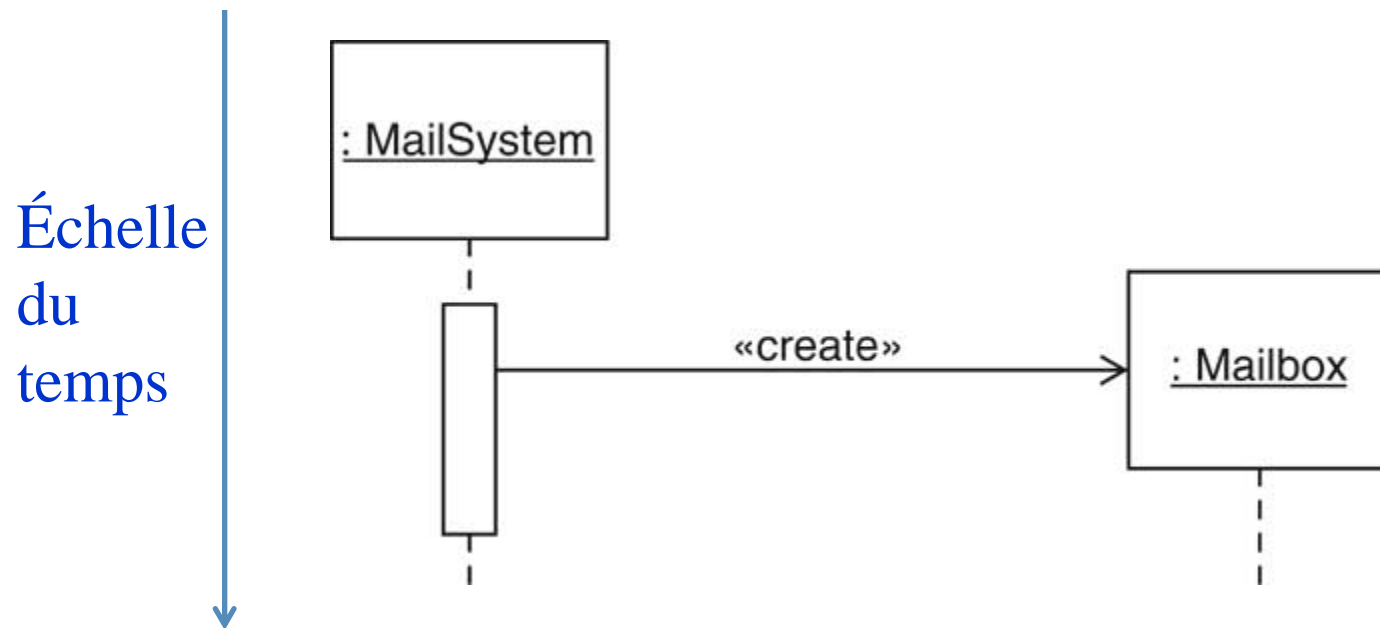 : MailSystem
Échelle
du
temps
«create»
: Mailbox